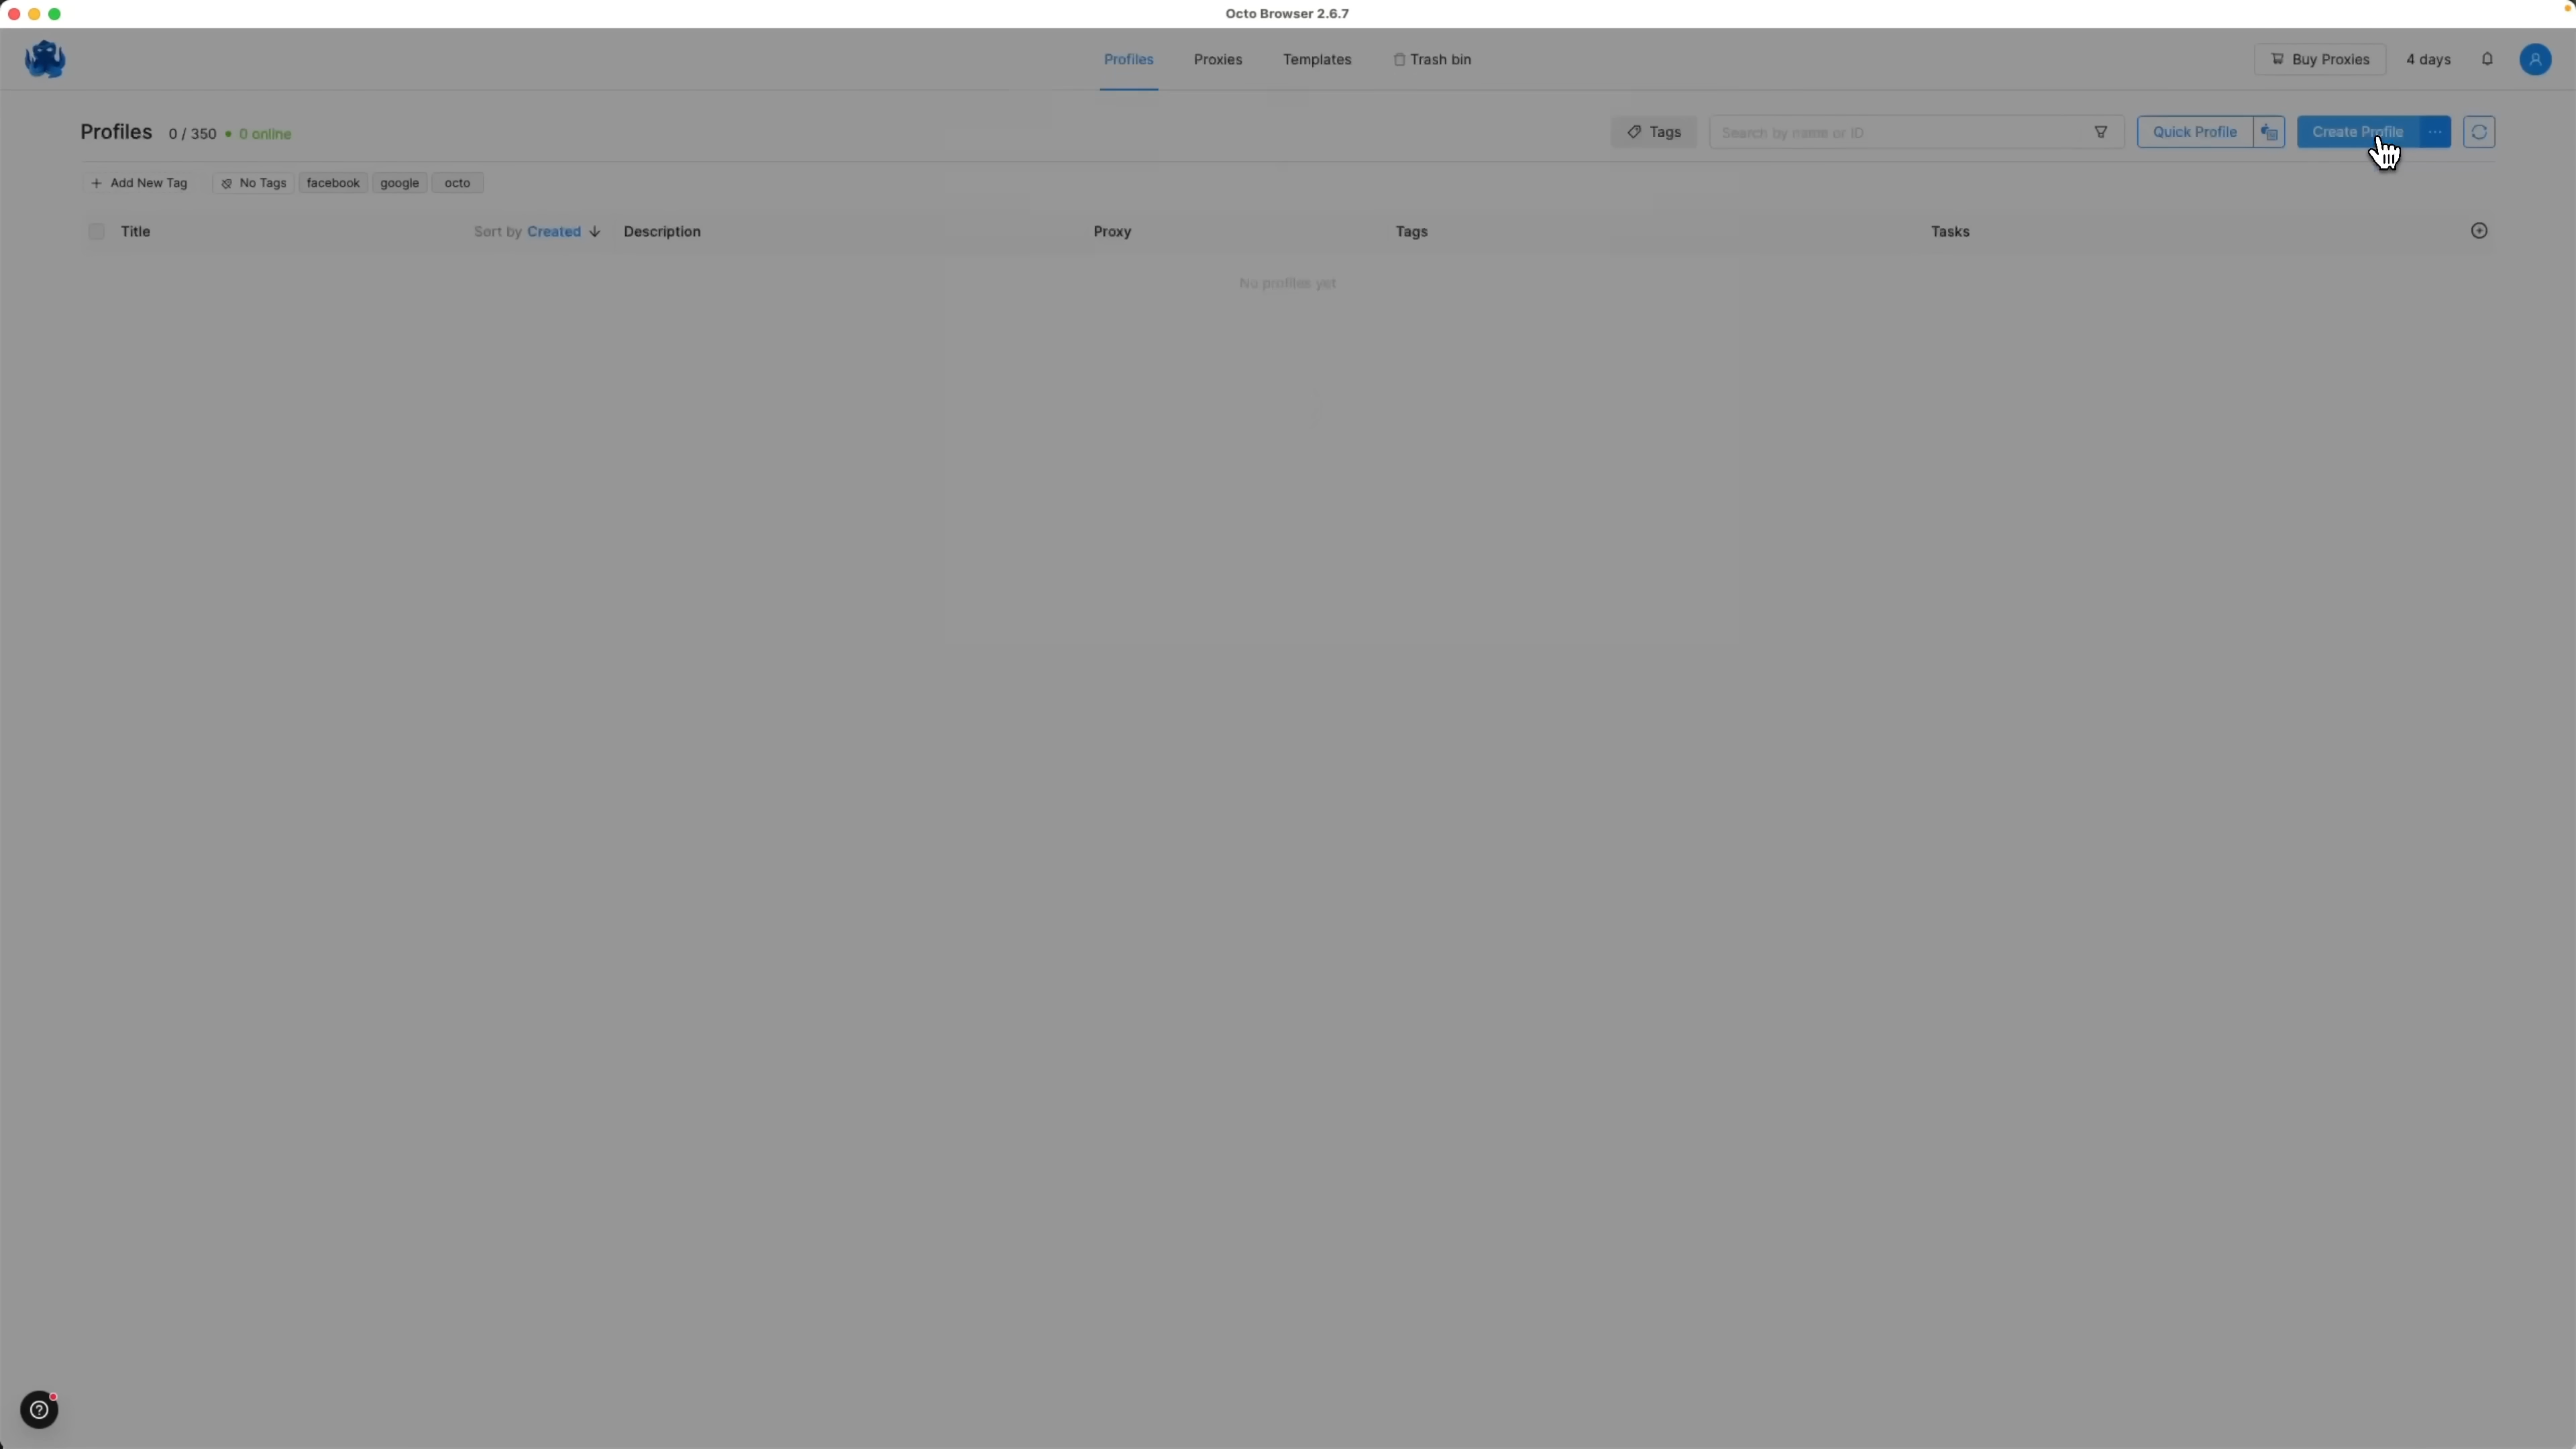 Octo Browser 2.6.7
Profiles Proxies Templates Trash bin Buy Proxies 4 days
Profiles 0 / 350 • 0 online Tags Search by name or ID Quick Profile Create Profile ...
+ Add New Tag No Tags facebook google octo
Title Sort by Created ↓ Description Proxy Tags Tasks
No profiles yet